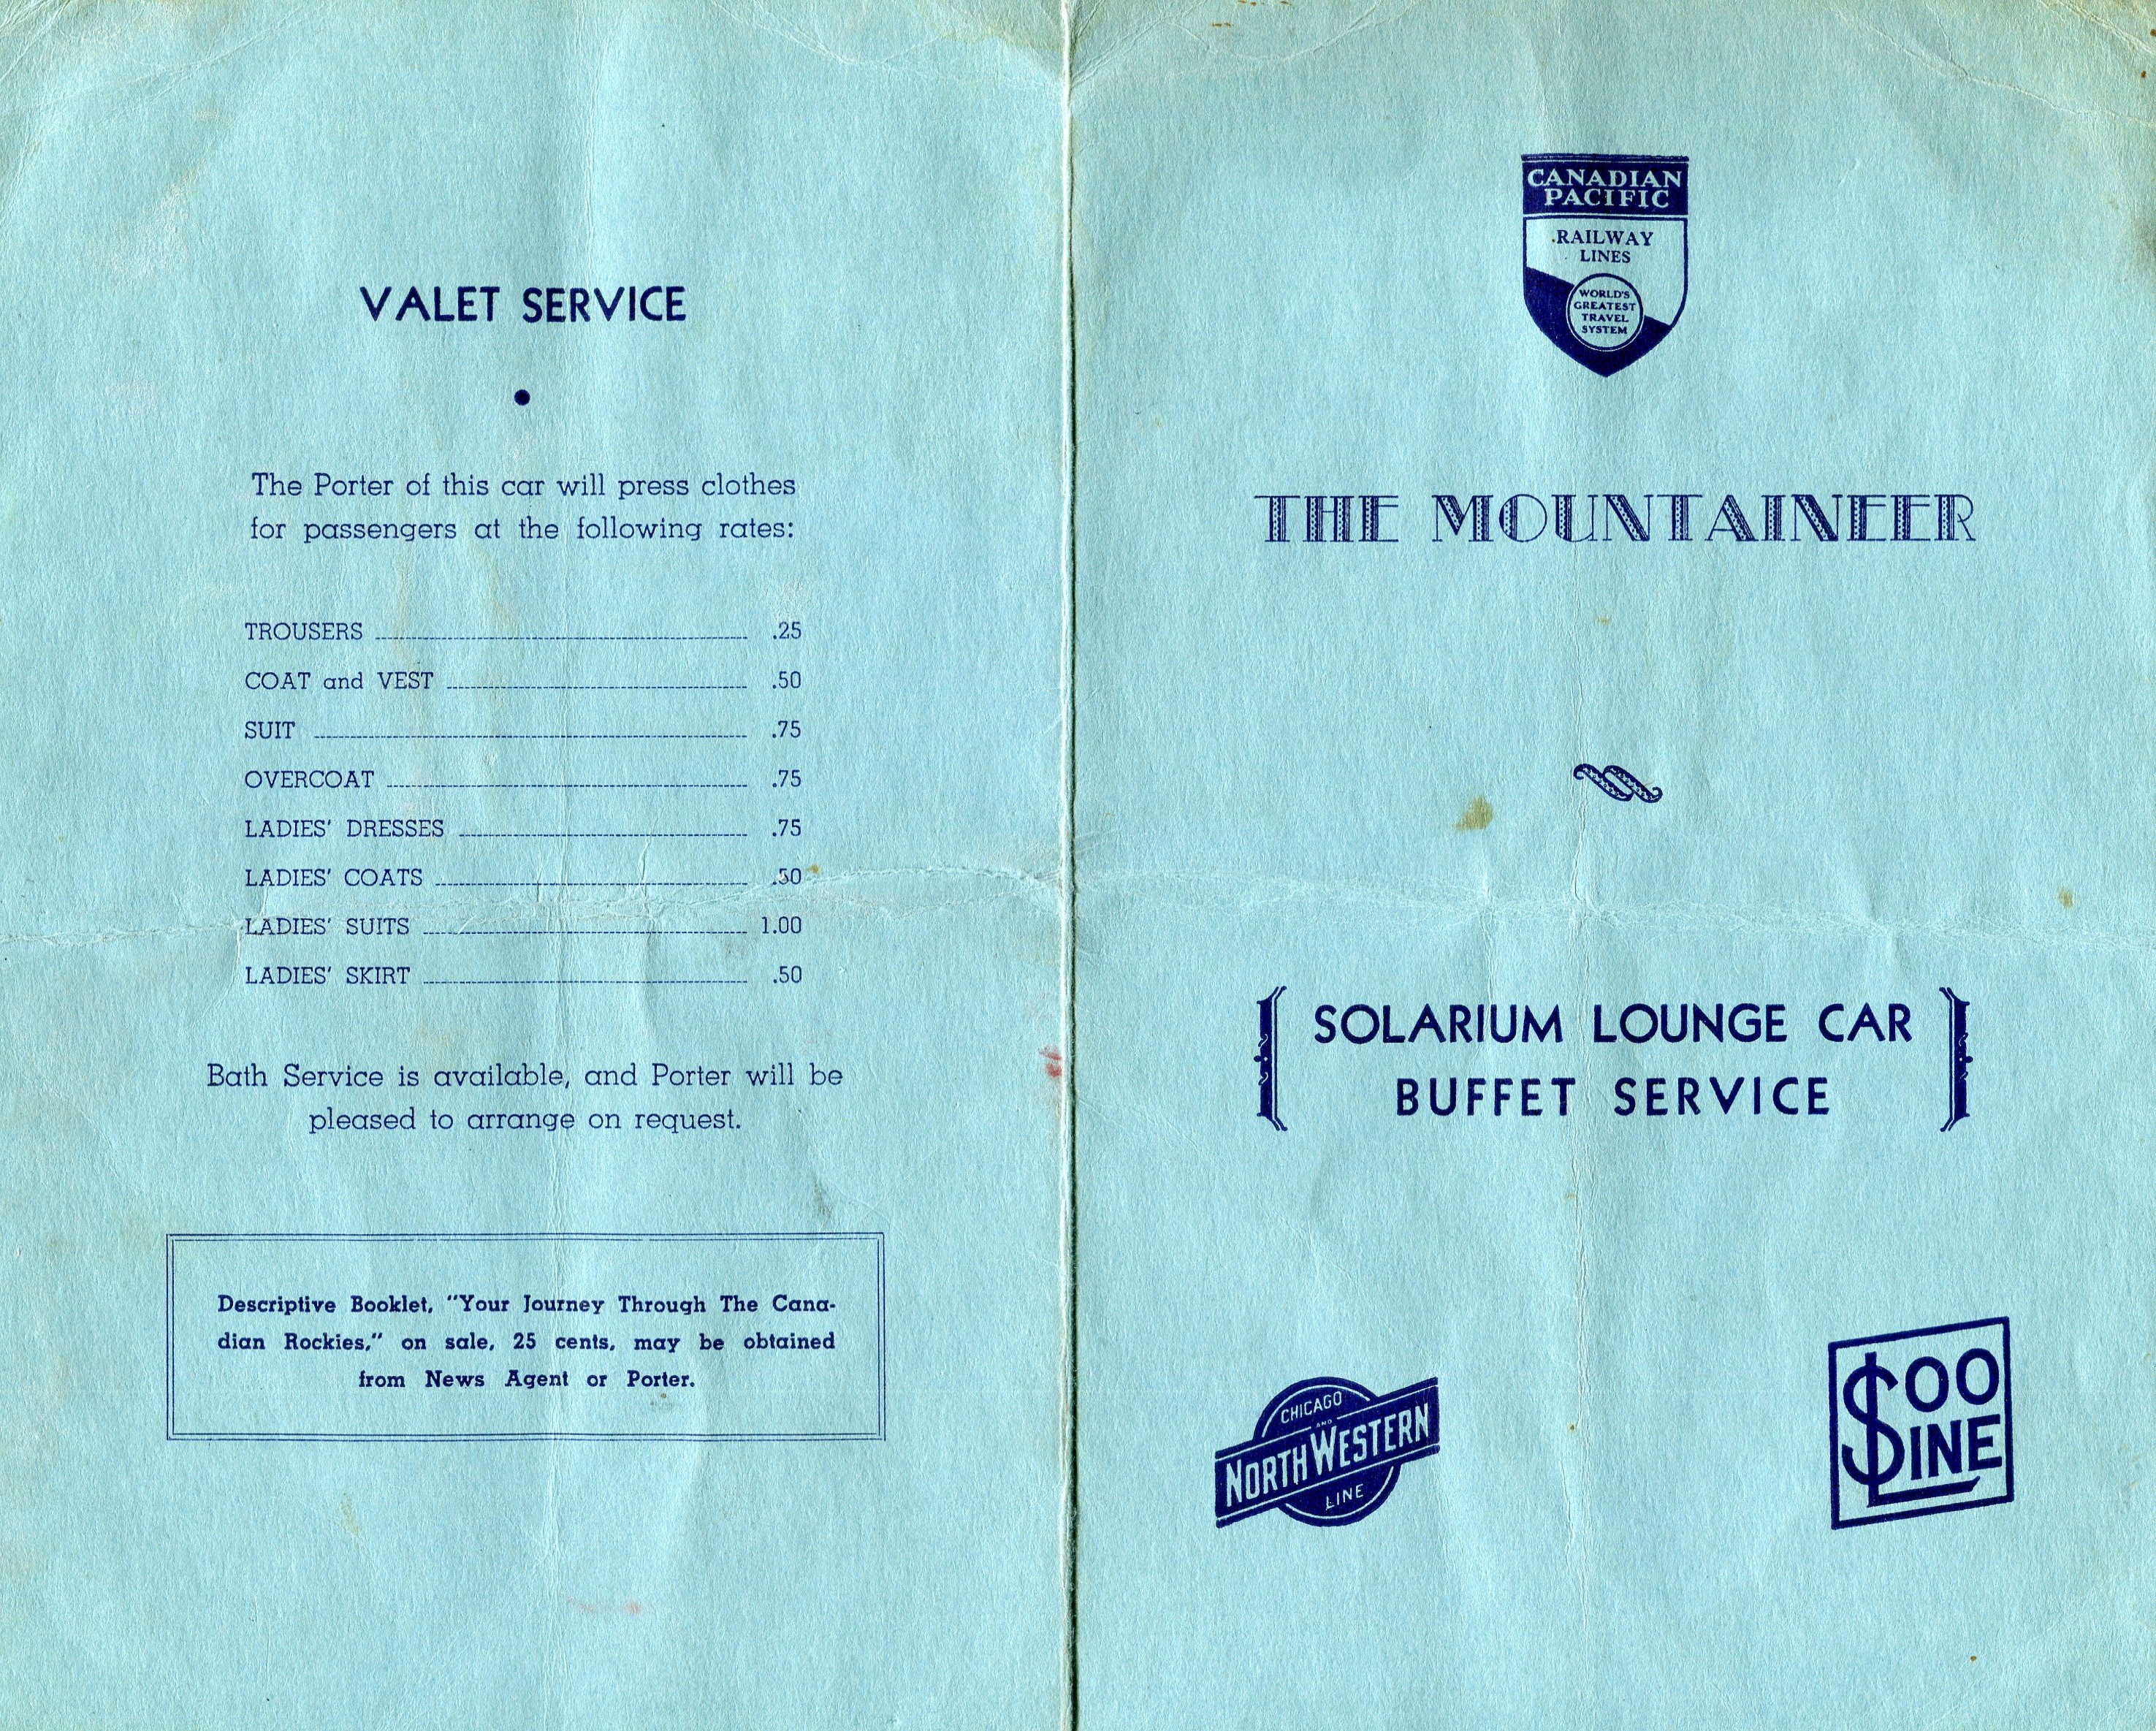 VALET SERVICE
The Porter of this car will press clothes
for passengers at the following rates:
TROUSERS .25
COAT and VEST .50
SUIT .75
OVERCOAT .75
LADIES' DRESSES .75
LADIES' COATS .50
LADIES' SUITS 1.00
LADIES' SKIRT .50
Bath Service is available, and Porter will be
pleased to arrange on request.
Descriptive Booklet, "Your Journey Through The Cana-
dian Rockies," on sale, 25 cents, may be obtained
from News Agent or Porter.
CANADIAN
PACIFIC
RAILWAY
LINES
WORLD'S
GREATEST
TRAVEL
SYSTEM
THE MOUNTAINEER
SOLARIUM LOUNGE CAR
BUFFET SERVICE
CHICAGO
AND
NORTH WESTERN
LINE
SOO
LINE